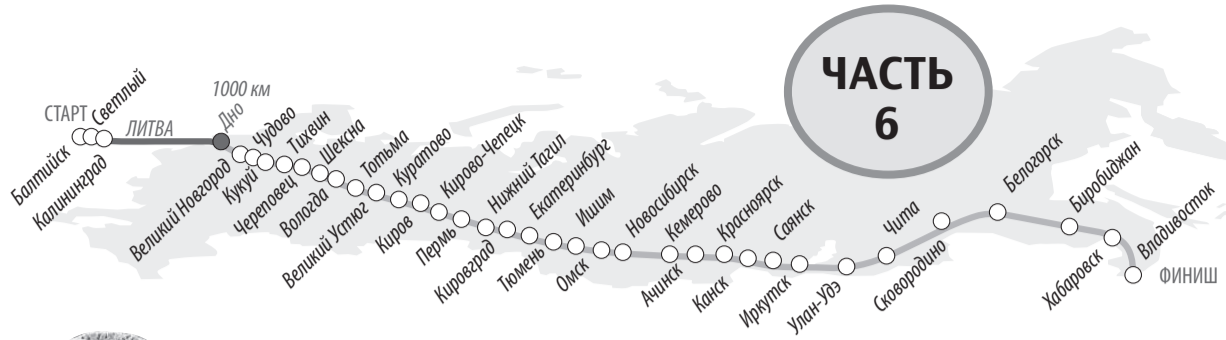 ЧАСТЬ
6
1000 км
СТАРТ
Балтийск
Светлый
Калининград
ЛИТВА
Дно
Великий Новгород
Чудово
Кукуй
Тихвин
Череповец
Шексна
Вологда
Тотьма
Великий Устюг
Куратово
Киров
Кирово-Чепецк
Пермь
Нижний Тагил
Кировград
Екатеринбург
Тюмень
Ишим
Омск
Новосибирск
Кемерово
Ачинск
Красноярск
Канск
Саянск
Иркутск
Улан-Удэ
Чита
Сковородино
Белогорск
Биробиджан
Хабаровск
Владивосток
ФИНИШ